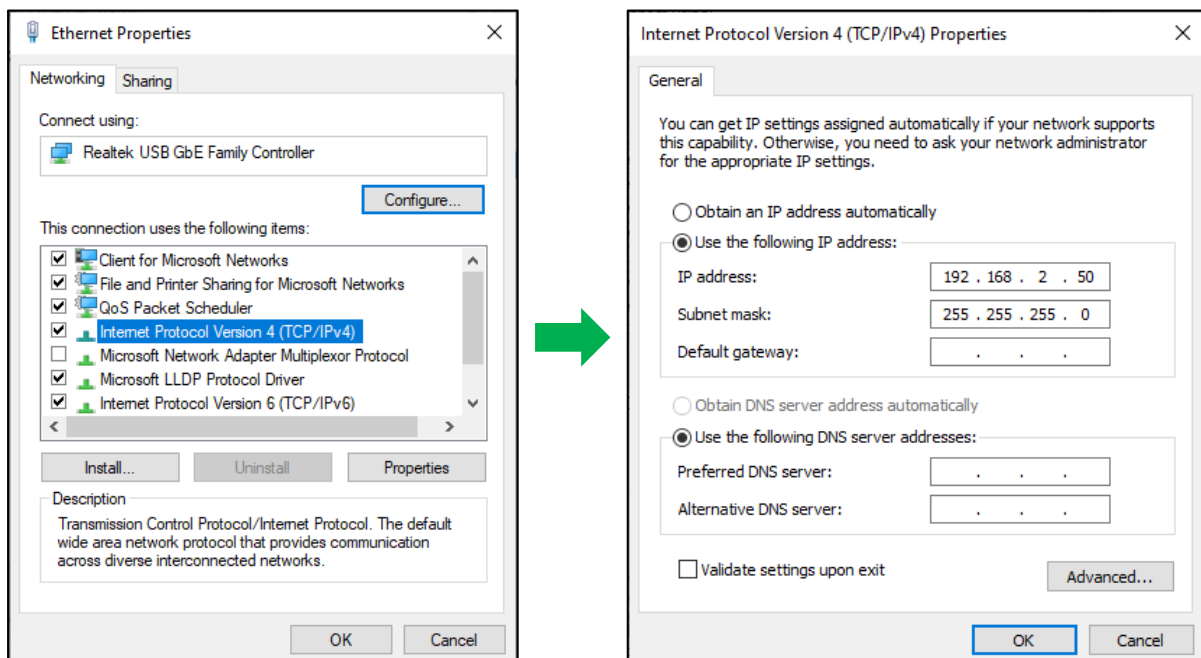 Ethernet Properties
Networking
Sharing
Connect using:
Realtek USB GbE Family Controller
Configure...
This connection uses the following items:
Client for Microsoft Networks
File and Printer Sharing for Microsoft Networks
QoS Packet Scheduler
Internet Protocol Version 4 (TCP/IPv4)
Microsoft Network Adapter Multiplexor Protocol
Microsoft LLDP Protocol Driver
Internet Protocol Version 6 (TCP/IPv6)
Install...
Uninstall
Properties
Description
Transmission Control Protocol/Internet Protocol. The default
wide area network protocol that provides communication
across diverse interconnected networks.
OK
Cancel
Internet Protocol Version 4 (TCP/IPv4) Properties
General
You can get IP settings assigned automatically if your network supports
this capability. Otherwise, you need to ask your network administrator
for the appropriate IP settings.
Obtain an IP address automatically
Use the following IP address:
IP address:
192 . 168 . 2 . 50
Subnet mask:
255 . 255 . 255 . 0
Default gateway:
. . .
Obtain DNS server address automatically
Use the following DNS server addresses:
Preferred DNS server:
. . .
Alternative DNS server:
. . .
Validate settings upon exit
Advanced...
OK
Cancel